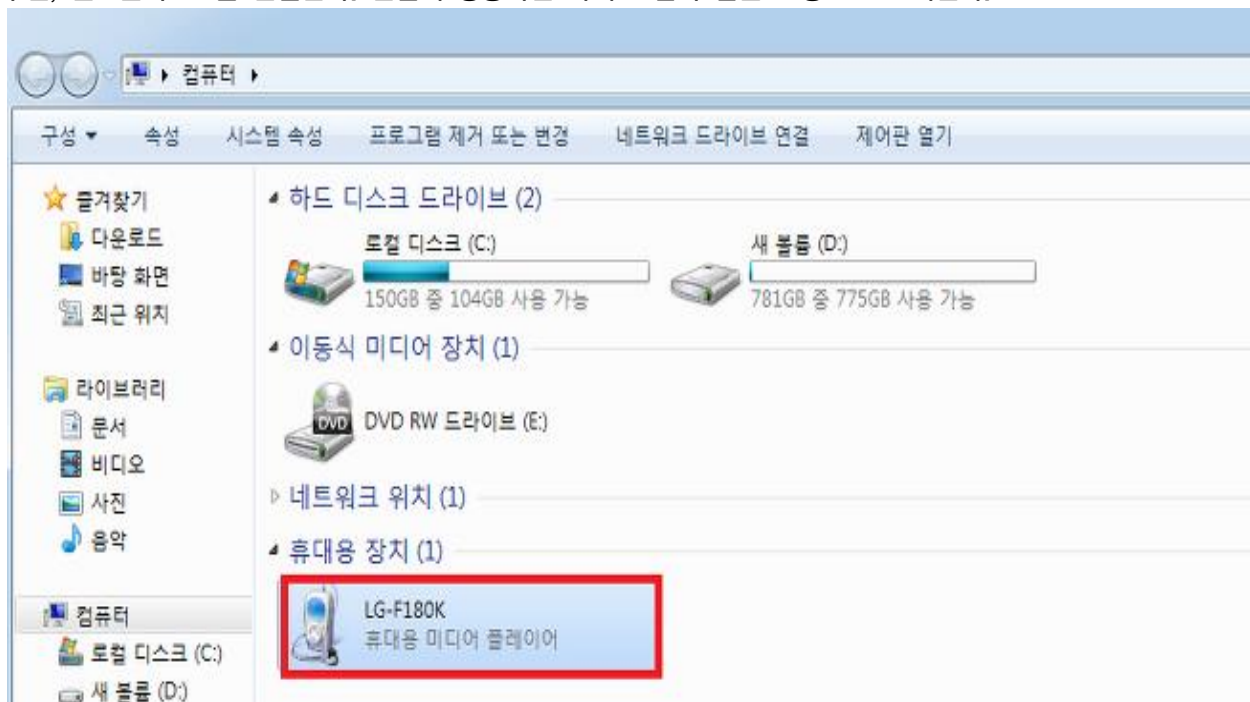 컴퓨터
구성 속성 시스템 속성 프로그램 제거 또는 변경 네트워크 드라이브 연결 제어판 열기
즐겨찾기
다운로드
바탕 화면
최근 위치
라이브러리
문서
비디오
사진
음악
컴퓨터
로컬 디스크 (C:)
새 볼륨 (D:)
하드 디스크 드라이브 (2)
로컬 디스크 (C:)
150GB 중 104GB 사용 가능
새 볼륨 (D:)
781GB 중 775GB 사용 가능
이동식 미디어 장치 (1)
DVD
DVD RW 드라이브 (E:)
네트워크 위치 (1)
휴대용 장치 (1)
LG-F180K
휴대용 미디어 플레이어